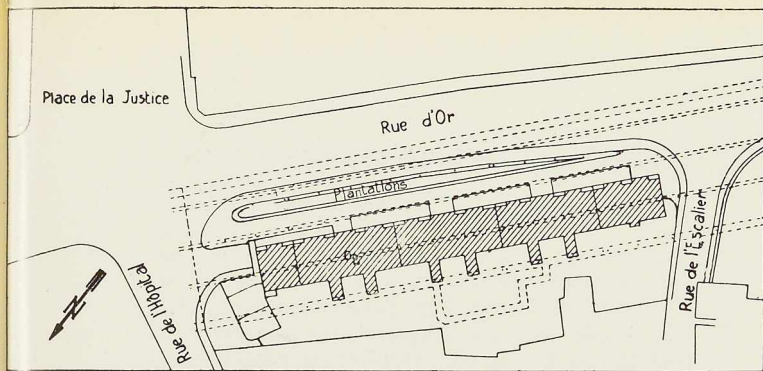 Place de la Justice
Rue d'Or
Plantations
Rue de l'Hôpital
Rue de l'Escalier
N